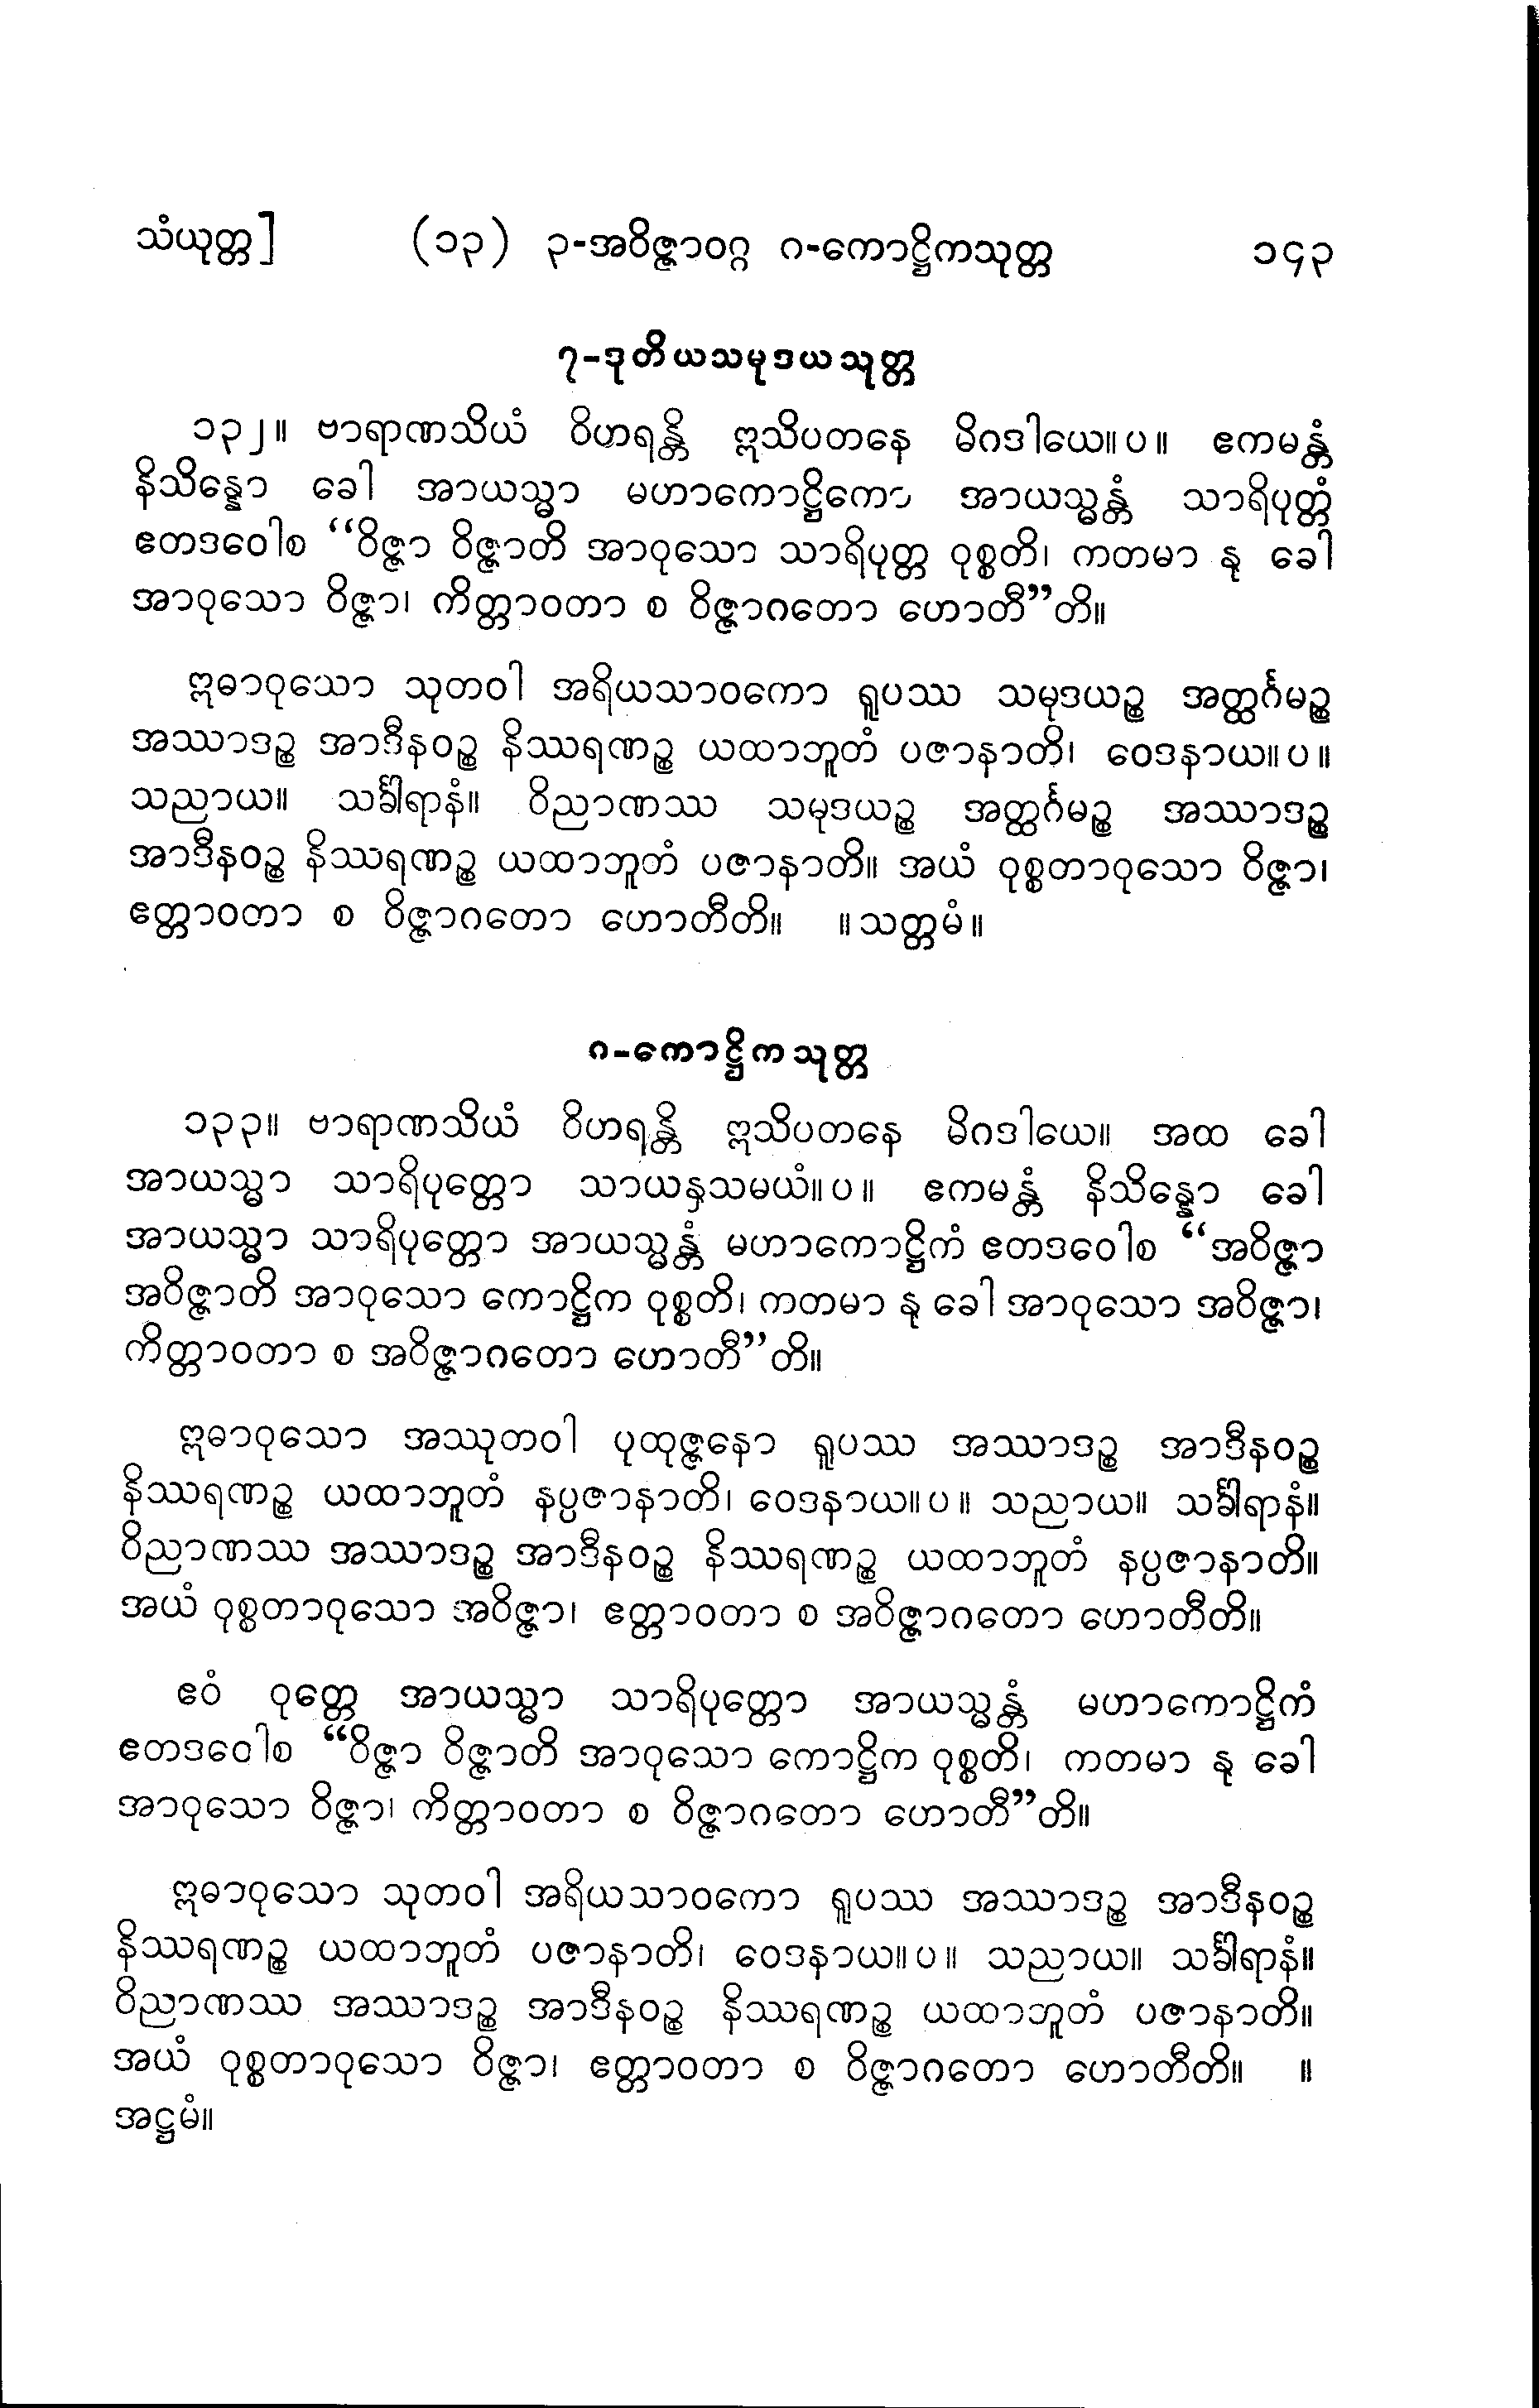 သံယုတ္တ] (၁၃) ၃-အဝိဇ္ဇာဝဂ္ဂ ဂ-ကောဋ္ဌိကသုတ္တ ၁၄၃
၇-ဒုတိယသမုဒယသုတ္တ
၁၃၂။ ဗာရာဏသိယံ ဝိဟရန္တိ ဣသိပတနေ မိဂဒါယေ။ပ။ ဧကမန္တံ
နိသိန္နော ခေါ အာယသ္မာ မဟာကောဋ္ဌိကော အာယသ္မန္တံ သာရိပုတ္တံ
ဧတဒဝေါစ “ဝိဇ္ဇာ ဝိဇ္ဇာတိ အာဝုသော သာရိပုတ္တ ဝုစ္စတိ၊ ကတမာ နု ခေါ
အာဝုသော ဝိဇ္ဇာ၊ ကိတ္တာဝတာ စ ဝိဇ္ဇာဂတော ဟောတီ”တိ။
ဣဓာဝုသော သုတဝါ အရိယသာဝကော ရူပဿ သမုဒယဉ္စ အတ္ထင်္ဂမဉ္စ
အဿာဒဉ္စ အာဒီနဝဉ္စ နိဿရဏဉ္စ ယထာဘူတံ ပဇာနာတိ၊ ဝေဒနာယ။ပ။
သညာယ။ သင်္ခါရာနံ။ ဝိညာဏဿ သမုဒယဉ္စ အတ္ထင်္ဂမဉ္စ အဿာဒဉ္စ
အာဒီနဝဉ္စ နိဿရဏဉ္စ ယထာဘူတံ ပဇာနာတိ။ အယံ ဝုစ္စတာဝုသော ဝိဇ္ဇာ၊
ဧတ္တာဝတာ စ ဝိဇ္ဇာဂတော ဟောတီတိ။ ။သတ္တမံ။
ဂ-ကောဋ္ဌိကသုတ္တ
၁၃၃။ ဗာရာဏသိယံ ဝိဟရန္တိ ဣသိပတနေ မိဂဒါယေ။ အထ ခေါ
အာယသ္မာ သာရိပုတ္တော သာယနှသမယံ။ပ။ ဧကမန္တံ နိသိန္နော ခေါ
အာယသ္မာ သာရိပုတ္တော အာယသ္မန္တံ မဟာကောဋ္ဌိကံ ဧတဒဝေါစ “အဝိဇ္ဇာ
အဝိဇ္ဇာတိ အာဝုသော ကောဋ္ဌိက ဝုစ္စတိ၊ ကတမာ နု ခေါ အာဝုသော အဝိဇ္ဇာ၊
ကိတ္တာဝတာ စ အဝိဇ္ဇာဂတော ဟောတီ”တိ။
ဣဓာဝုသော အဿုတဝါ ပုထုဇ္ဇနော ရူပဿ အဿာဒဉ္စ အာဒီနဝဉ္စ
နိဿရဏဉ္စ ယထာဘူတံ နပ္ပဇာနာတိ၊ ဝေဒနာယ။ပ။ သညာယ။ သင်္ခါရာနံ။
ဝိညာဏဿ အဿာဒဉ္စ အာဒီနဝဉ္စ နိဿရဏဉ္စ ယထာဘူတံ နပ္ပဇာနာတိ။
အယံ ဝုစ္စတာဝုသော အဝိဇ္ဇာ၊ ဧတ္တာဝတာ စ အဝိဇ္ဇာဂတော ဟောတီတိ။
ဧဝံ ဝုတ္တေ အာယသ္မာ သာရိပုတ္တော အာယသ္မန္တံ မဟာကောဋ္ဌိကံ
ဧတဒဝေါစ “ဝိဇ္ဇာ ဝိဇ္ဇာတိ အာဝုသော ကောဋ္ဌိက ဝုစ္စတိ၊ ကတမာ နု ခေါ
အာဝုသော ဝိဇ္ဇာ၊ ကိတ္တာဝတာ စ ဝိဇ္ဇာဂတော ဟောတီ”တိ။
ဣဓာဝုသော သုတဝါ အရိယသာဝကော ရူပဿ အဿာဒဉ္စ အာဒီနဝဉ္စ
နိဿရဏဉ္စ ယထာဘူတံ ပဇာနာတိ၊ ဝေဒနာယ။ပ။ သညာယ။ သင်္ခါရာနံ။
ဝိညာဏဿ အဿာဒဉ္စ အာဒီနဝဉ္စ နိဿရဏဉ္စ ယထာဘူတံ ပဇာနာတိ။
အယံ ဝုစ္စတာဝုသော ဝိဇ္ဇာ၊ ဧတ္တာဝတာ စ ဝိဇ္ဇာဂတော ဟောတီတိ။ ။
အဋ္ဌမံ။